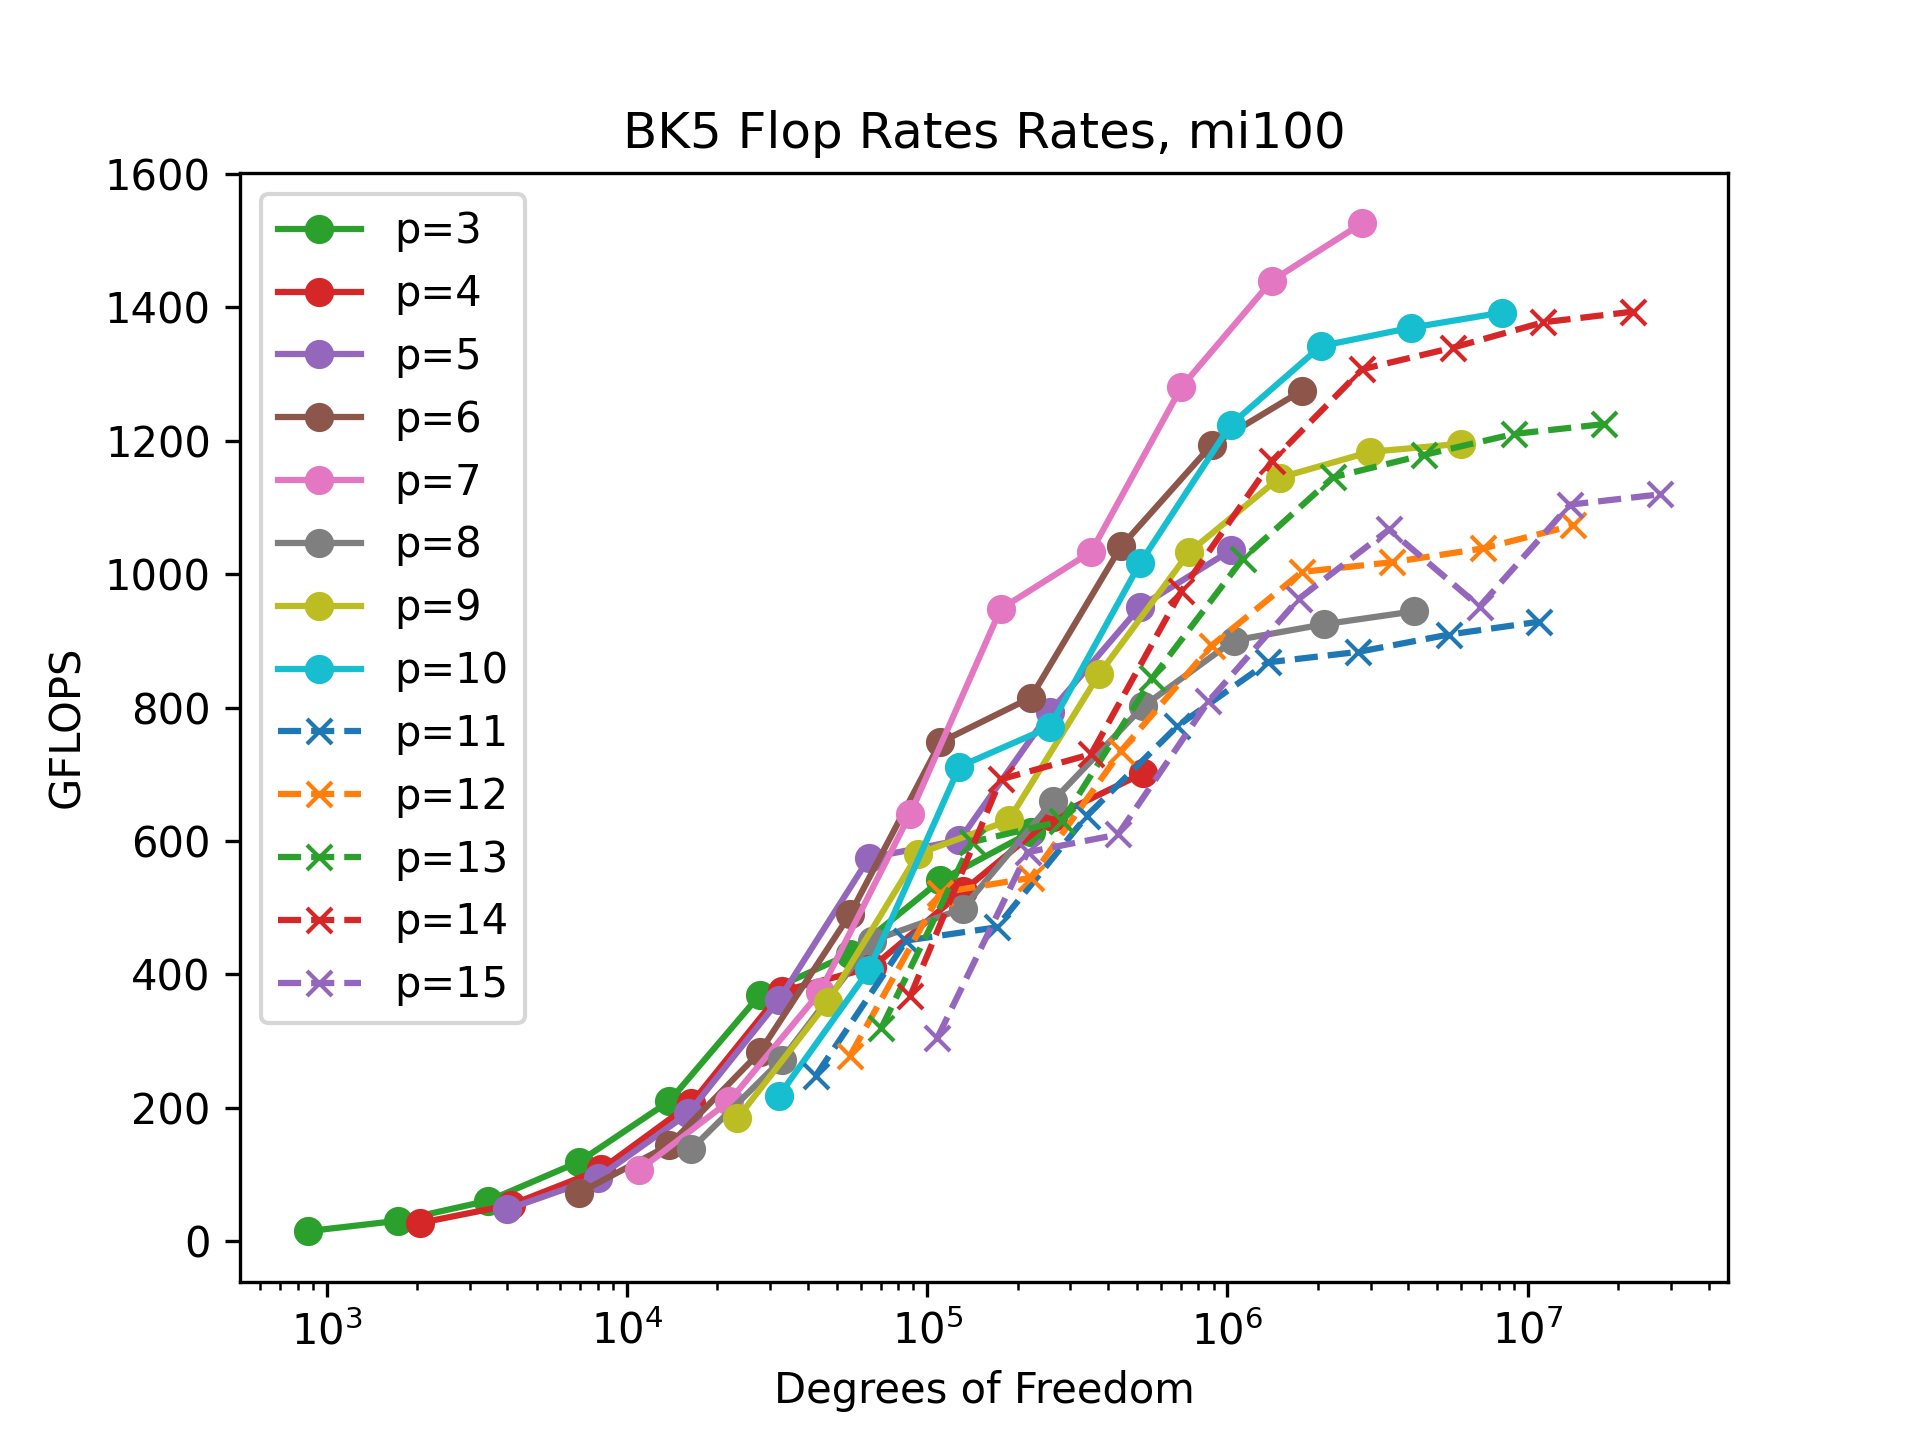 BK5 Flop Rates Rates, mi100
1600
1400
1200
1000
800
600
400
200
0
GFLOPS
p=3
p=4
p=5
p=6
p=7
p=8
p=9
p=10
p=11
p=12
p=13
p=14
p=15
10³ 10⁴ 10⁵ 10⁶ 10⁷
Degrees of Freedom